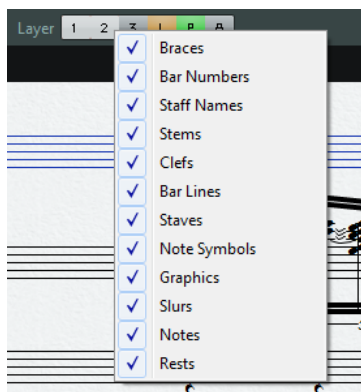 Layer 1 2 3 L P A
Braces
Bar Numbers
Staff Names
Stems
Clefs
Bar Lines
Staves
Note Symbols
Graphics
Slurs
Notes
Rests